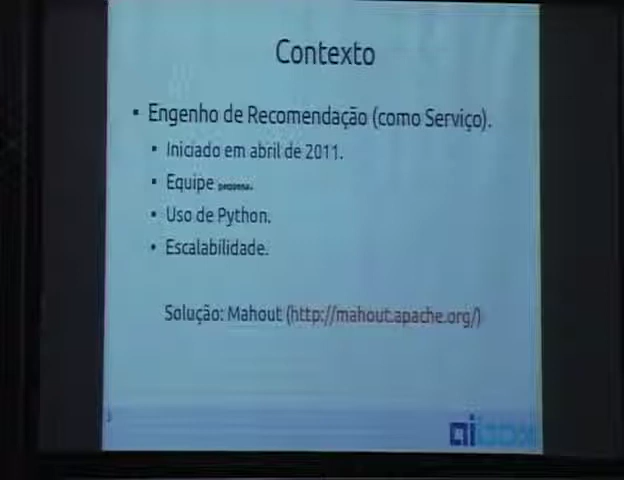 Contexto
▪ Engenho de Recomendação (como Serviço).
▪ Iniciado em abril de 2011.
▪ Equipe pequena.
▪ Uso de Python.
▪ Escalabilidade.
Solução: Mahout (http://mahout.apache.org/)